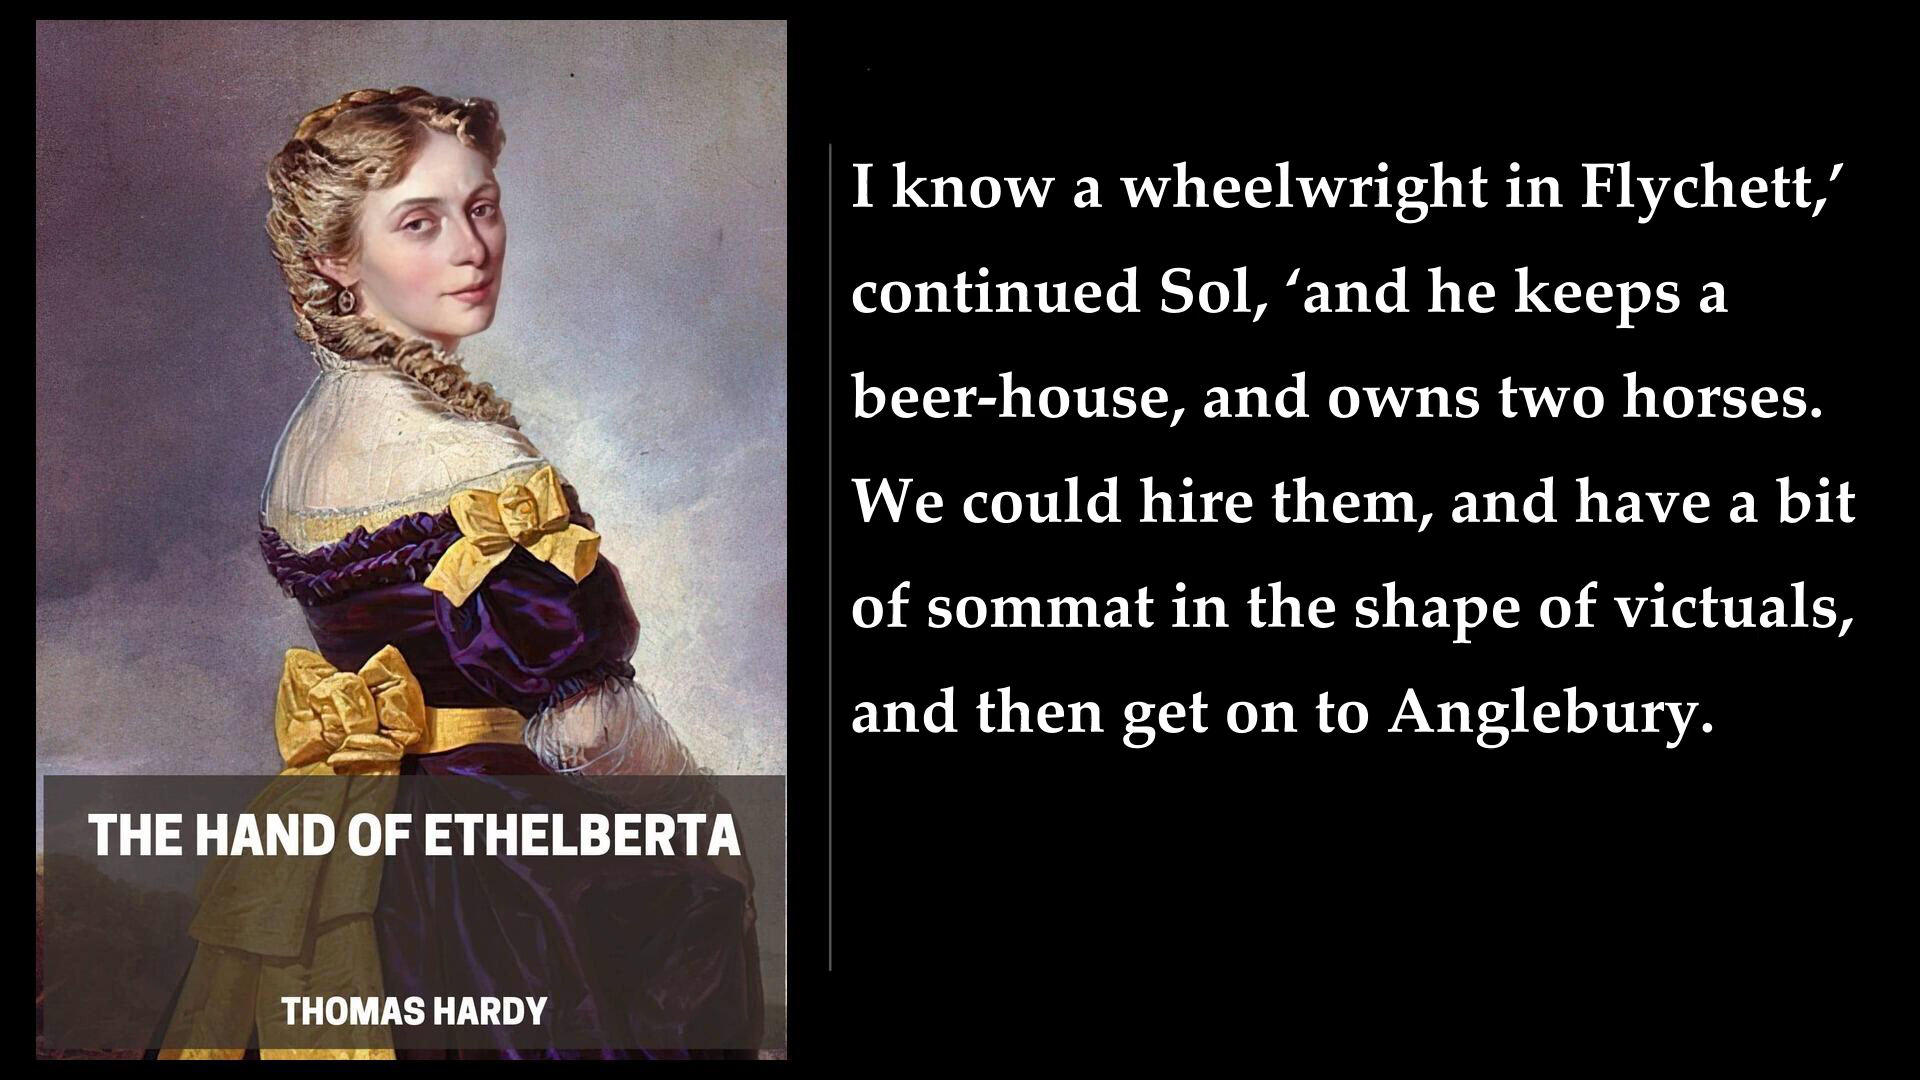 THE HAND OF ETHELBERTA
THOMAS HARDY
I know a wheelwright in Flychett,’
continued Sol, ‘and he keeps a
beer-house, and owns two horses.
We could hire them, and have a bit
of sommat in the shape of victuals,
and then get on to Anglebury.